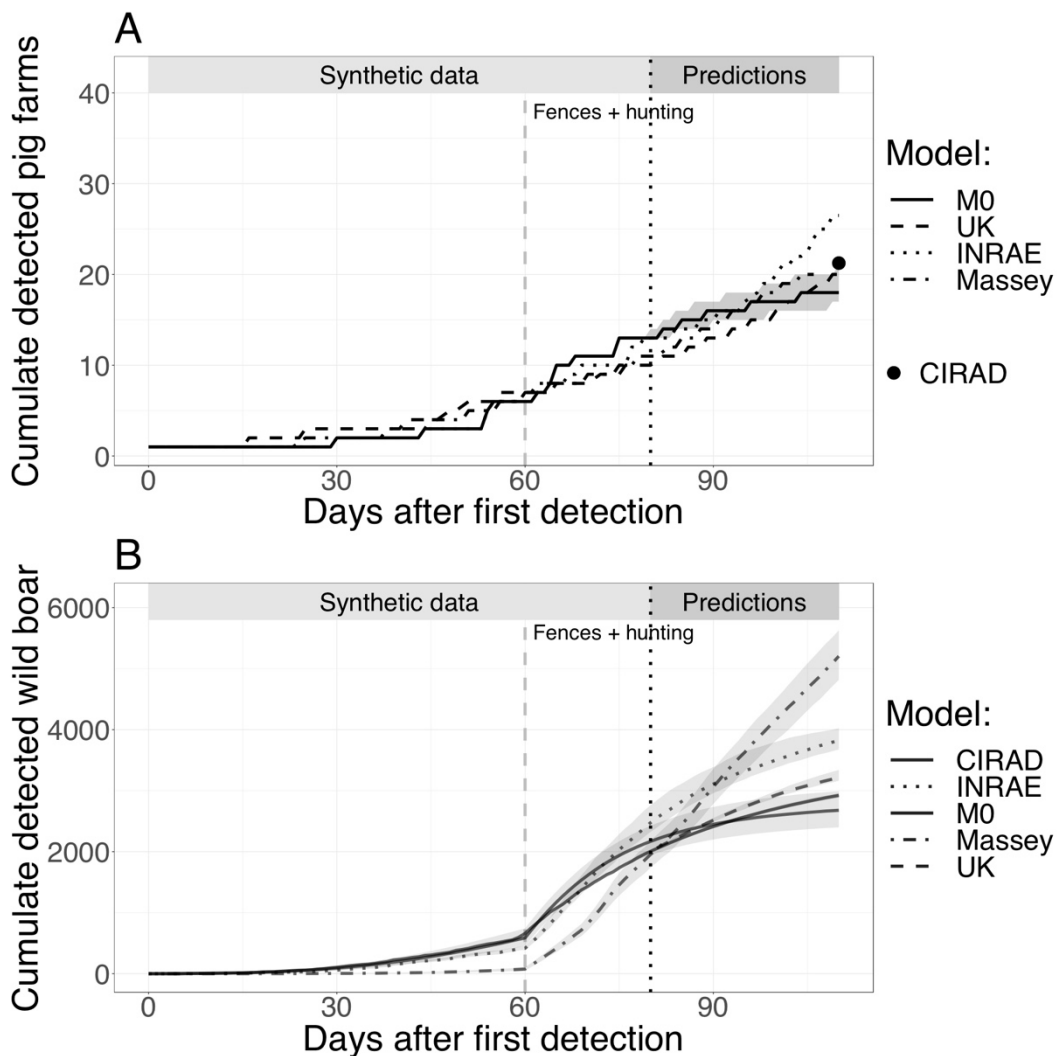 A
Cumulate detected pig farms
Synthetic data
Predictions
Fences + hunting
40
30
20
10
0
0
30
60
90
Days after first detection
Model:
M0
UK
INRAE
Massey
CIRAD
B
Cumulate detected wild boar
Synthetic data
Predictions
Fences + hunting
6000
4000
2000
0
0
30
60
90
Days after first detection
Model:
CIRAD
INRAE
M0
Massey
UK